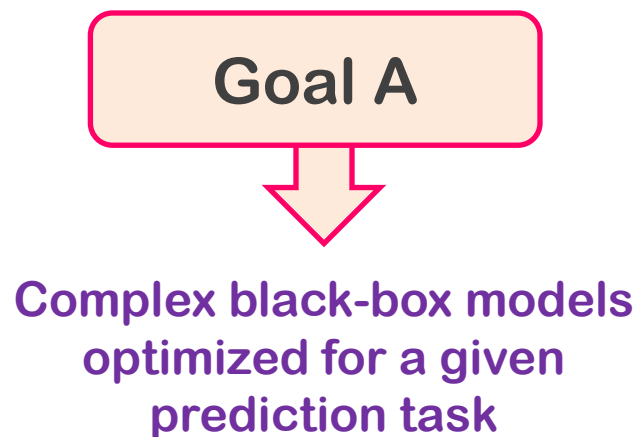 Goal A
Complex black-box models
optimized for a given
prediction task